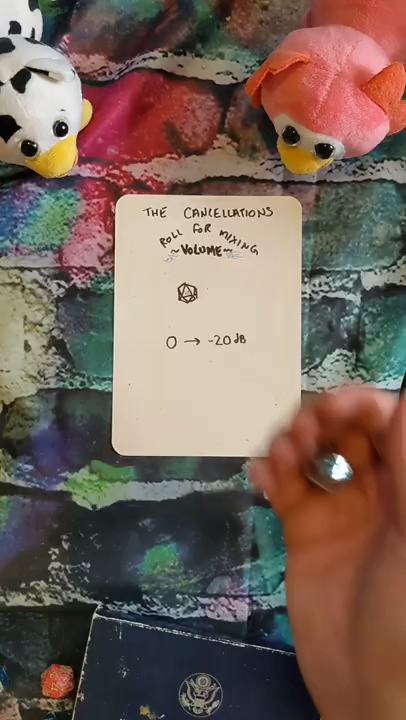 THE CANCELLATIONS
ROLL FOR MIXING
~VOLUME~
0 → -20dB